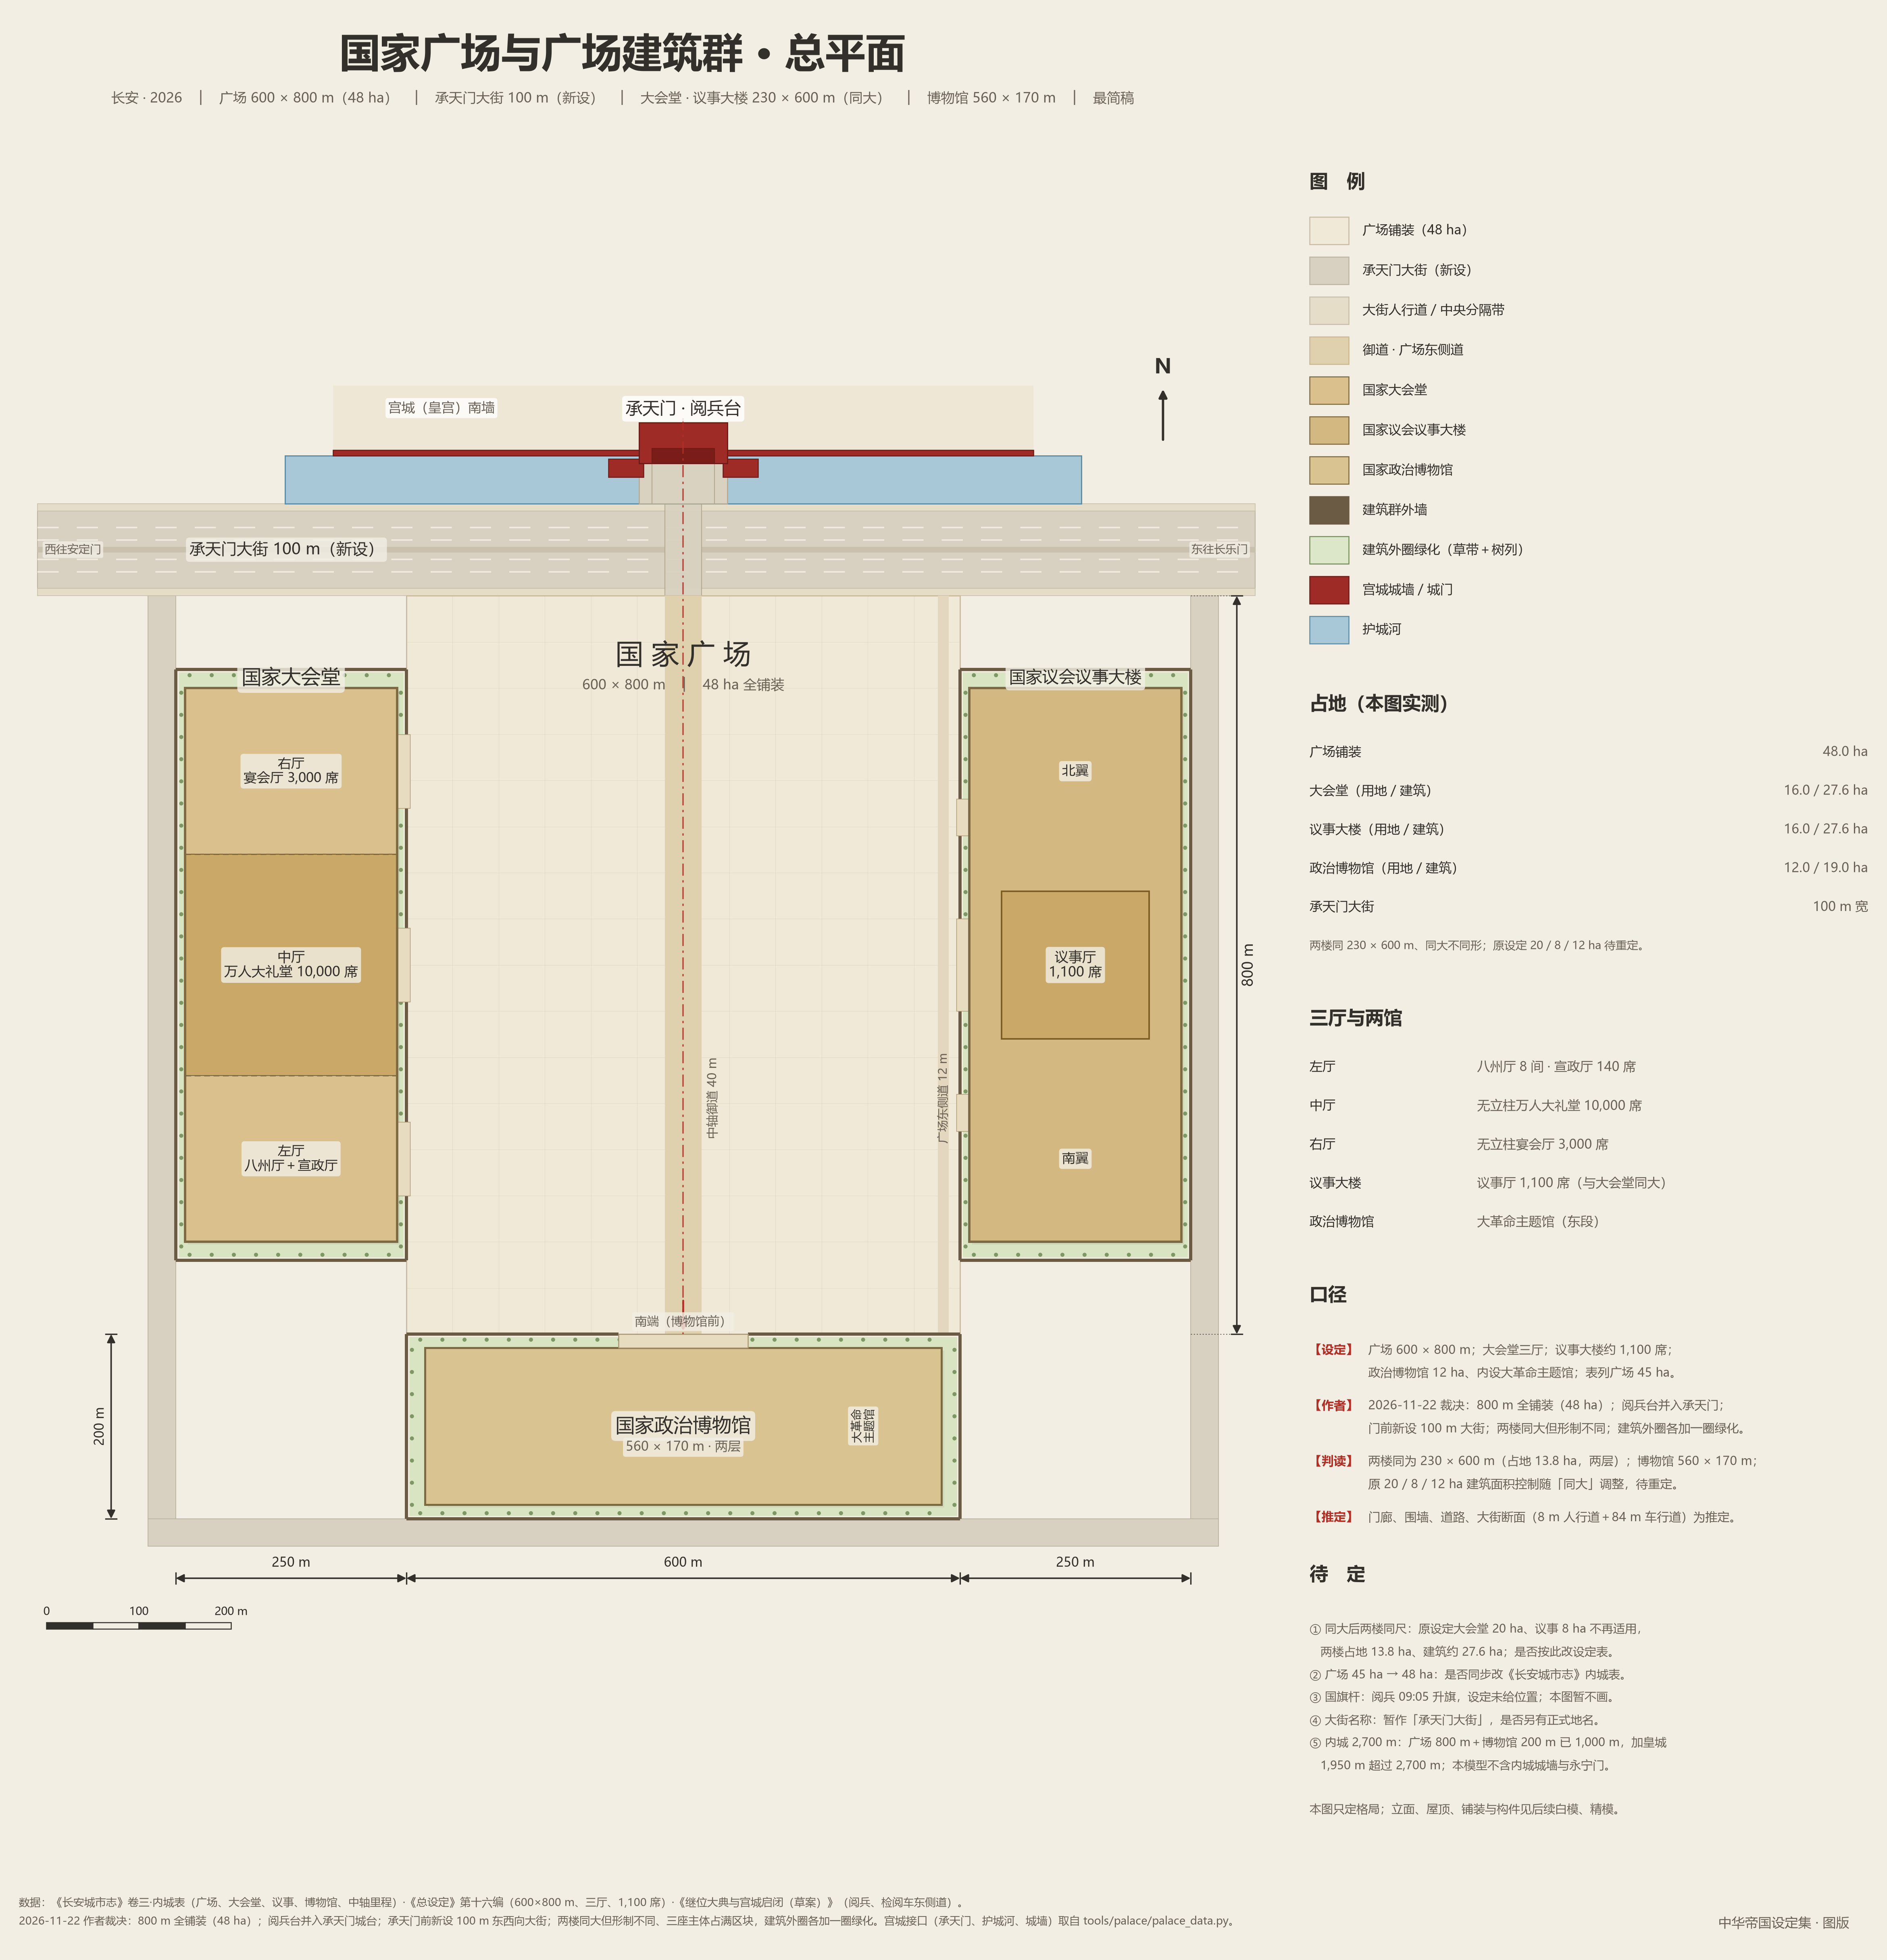 国家广场与广场建筑群 • 总平面
长安 · 2026 | 广场 600 × 800 m（48 ha） | 承天门大街 100 m（新设） | 大会堂 · 议事大楼 230 × 600 m（同大） | 博物馆 560 × 170 m | 最简稿
N
宫城（皇宫）南墙
承天门 · 阅兵台
西往安定门
承天门大街 100 m（新设）
东往长乐门
国 家 广 场
600 × 800 m | 48 ha 全铺装
国家大会堂
右厅
宴会厅 3,000 席
中厅
万人大礼堂 10,000 席
左厅
八州厅 + 宣政厅
中轴御道 40 m
广场东侧道 12 m
国家议会议事大楼
北翼
议事厅
1,100 席
南翼
800 m
南端（博物馆前）
国家政治博物馆
560 × 170 m · 两层
大革命
主题馆
200 m
250 m
600 m
250 m
0
100
200 m
图 例
广场铺装（48 ha）
承天门大街（新设）
大街人行道 / 中央分隔带
御道 · 广场东侧道
国家大会堂
国家议会议事大楼
国家政治博物馆
建筑群外墙
建筑外圈绿化（草带 + 树列）
宫城城墙 / 城门
护城河
占地（本图实测）
广场铺装 48.0 ha
大会堂（用地 / 建筑） 16.0 / 27.6 ha
议事大楼（用地 / 建筑） 16.0 / 27.6 ha
政治博物馆（用地 / 建筑） 12.0 / 19.0 ha
承天门大街 100 m 宽
两楼同 230 × 600 m、同大不同形；原设定 20 / 8 / 12 ha 待重定。
三厅与两馆
左厅 八州厅 8 间 · 宣政厅 140 席
中厅 无立柱万人大礼堂 10,000 席
右厅 无立柱宴会厅 3,000 席
议事大楼 议事厅 1,100 席（与大会堂同大）
政治博物馆 大革命主题馆（东段）
口径
【设定】 广场 600 × 800 m；大会堂三厅；议事大楼约 1,100 席；
政治博物馆 12 ha、内设大革命主题馆；表列广场 45 ha。
【作者】 2026-11-22 裁决：800 m 全铺装（48 ha）；阅兵台并入承天门；
门前新设 100 m 大街；两楼同大但形制不同；建筑外圈各加一圈绿化。
【判读】 两楼同为 230 × 600 m（占地 13.8 ha，两层）；博物馆 560 × 170 m；
原 20 / 8 / 12 ha 建筑面积控制随「同大」调整，待重定。
【推定】 门廊、围墙、道路、大街断面（8 m 人行道 + 84 m 车行道）为推定。
待 定
① 同大后两楼同尺：原设定大会堂 20 ha、议事 8 ha 不再适用，
两楼占地 13.8 ha、建筑约 27.6 ha；是否按此改设定表。
② 广场 45 ha → 48 ha：是否同步改《长安城市志》内城表。
③ 国旗杆：阅兵 09:05 升旗，设定未给位置；本图暂不画。
④ 大街名称：暂作「承天门大街」，是否另有正式地名。
⑤ 内城 2,700 m：广场 800 m + 博物馆 200 m 已 1,000 m，加皇城
1,950 m 超过 2,700 m；本模型不含内城城墙与永宁门。
本图只定格局；立面、屋顶、铺装与构件见后续白模、精模。
数据：《长安城市志》卷三·内城表（广场、大会堂、议事、博物馆、中轴里程）·《总设定》第十六编（600×800 m、三厅、1,100 席）·《继位大典与宫城启闭（草案）》（阅兵、检阅车东侧道）。
2026-11-22 作者裁决：800 m 全铺装（48 ha）；阅兵台并入承天门城台；承天门前新设 100 m 东西向大街；两楼同大但形制不同、三座主体占满区块，建筑外圈各加一圈绿化。宫城接口（承天门、护城河、城墙）取自 tools/palace/palace_data.py。
中华帝国设定集 · 图版